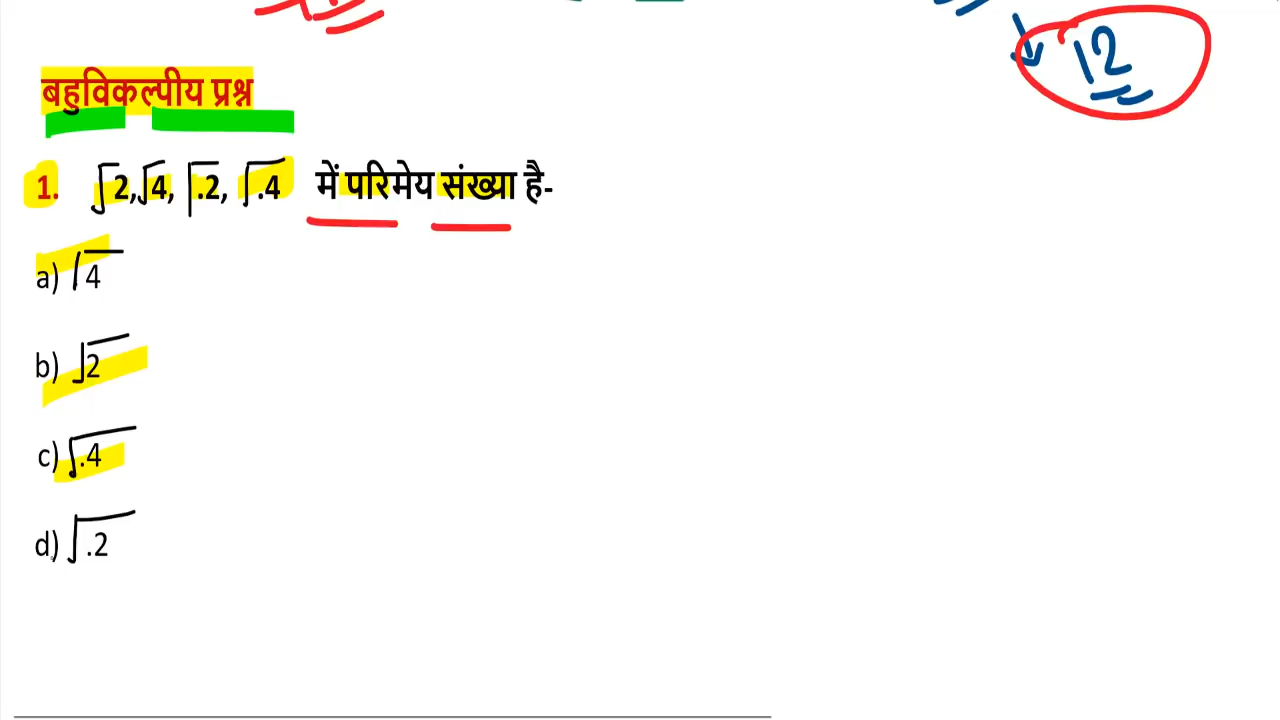 12
बहुविकल्पीय प्रश्न
1. √2,√4, √.2, √.4 में परिमेय संख्या है-
a) √4
b) √2
c) √.4
d) √.2